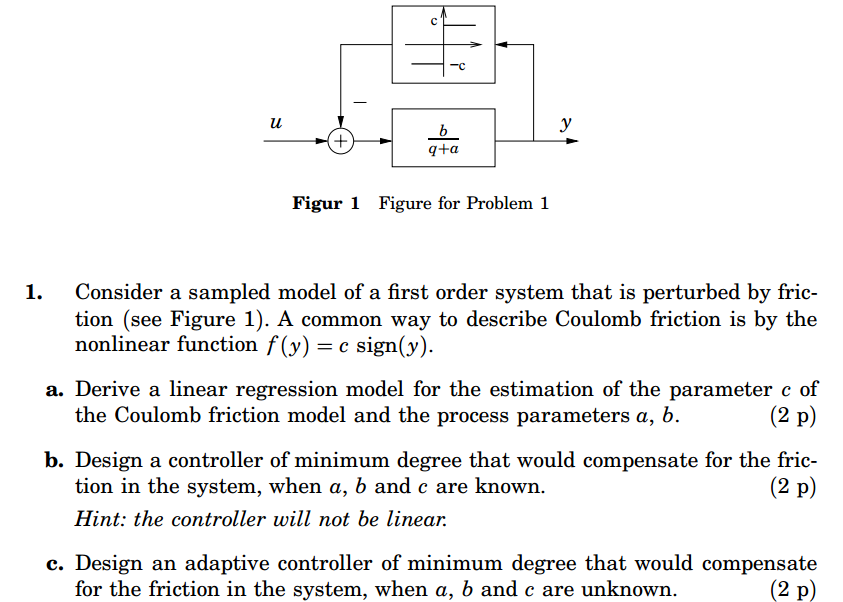 c
−c
−
u
+
b
q+a
y
Figur 1 Figure for Problem 1
1. Consider a sampled model of a first order system that is perturbed by fric-
tion (see Figure 1). A common way to describe Coulomb friction is by the
nonlinear function f(y) = c sign(y).
a. Derive a linear regression model for the estimation of the parameter c of
the Coulomb friction model and the process parameters a, b. (2 p)
b. Design a controller of minimum degree that would compensate for the fric-
tion in the system, when a, b and c are known. (2 p)
Hint: the controller will not be linear.
c. Design an adaptive controller of minimum degree that would compensate
for the friction in the system, when a, b and c are unknown. (2 p)